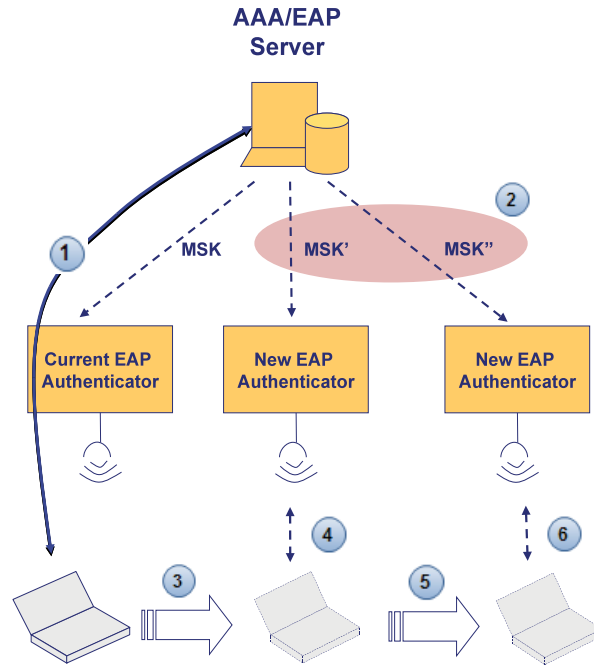 AAA/EAP
Server
1
2
MSK
MSK'
MSK"
Current EAP
Authenticator
New EAP
Authenticator
New EAP
Authenticator
4
6
3
5